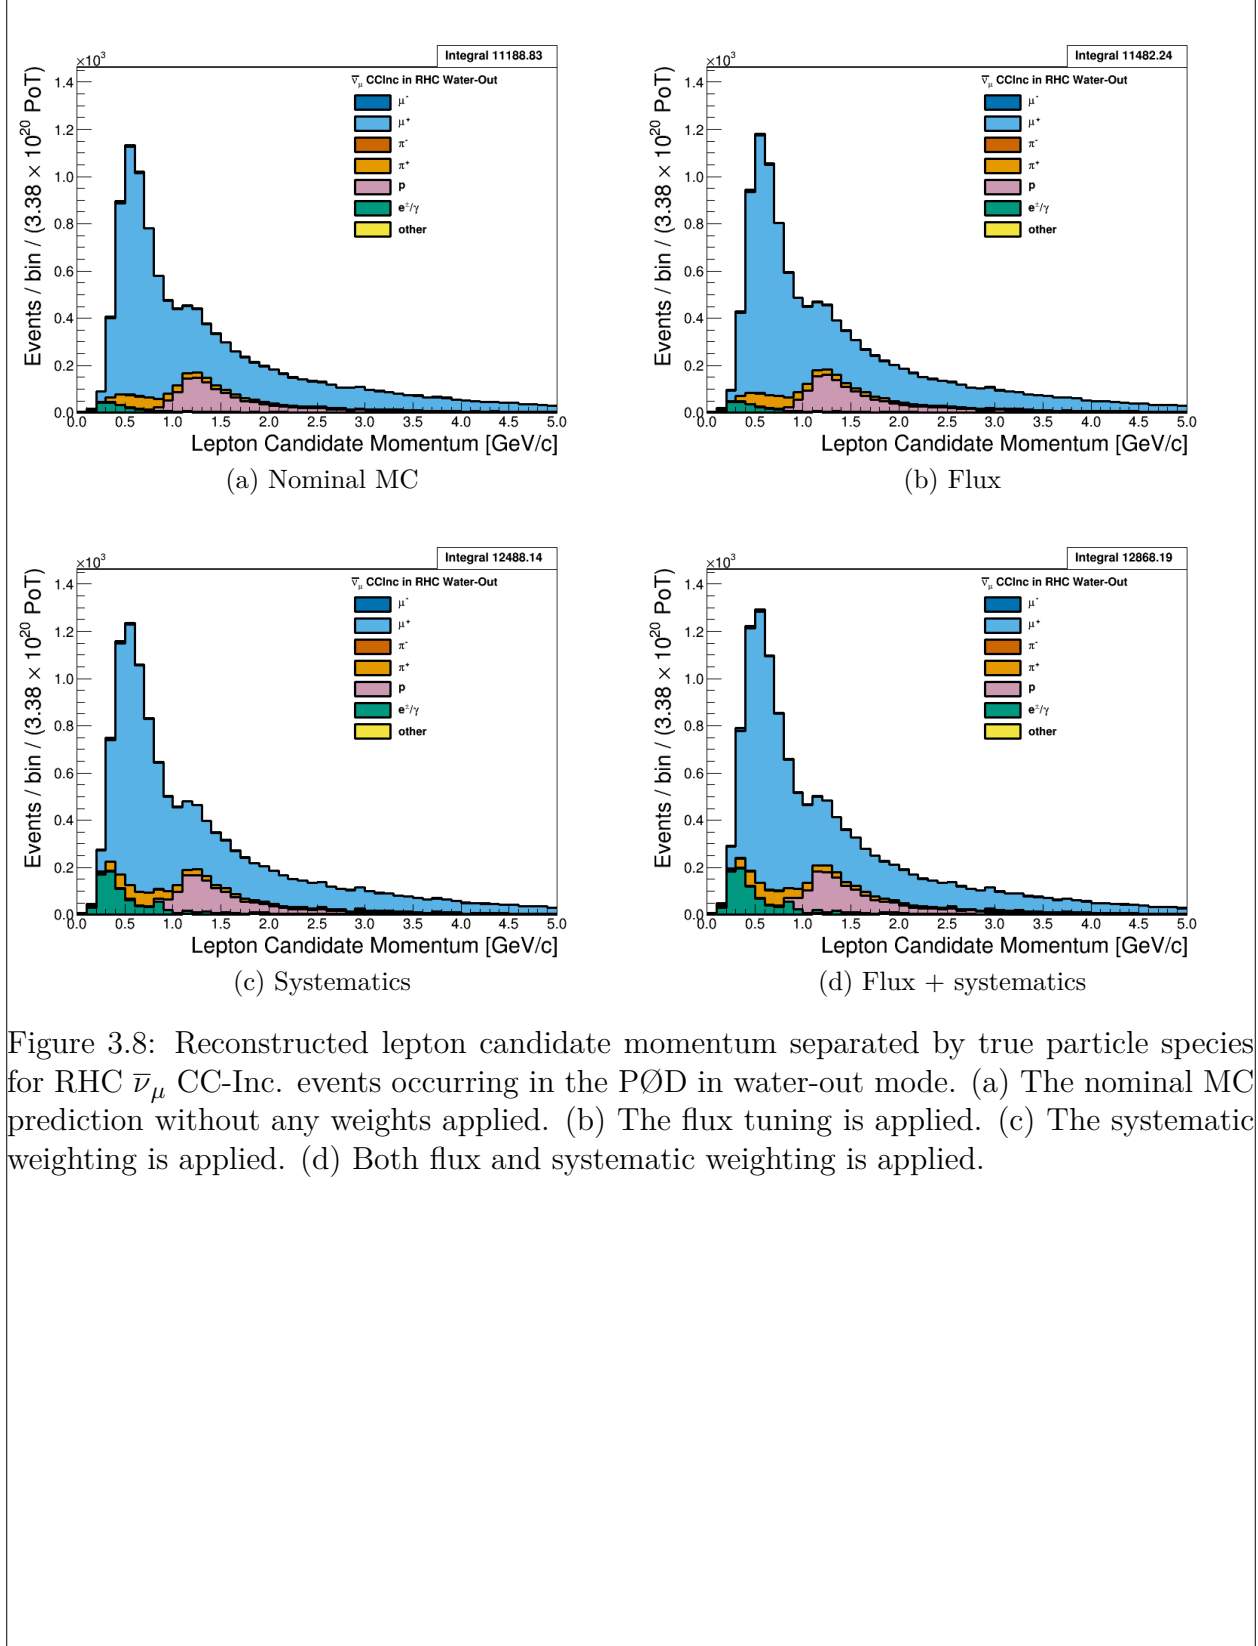 Integral 11188.83
×10³
ν̅μ CCInc in RHC Water-Out
μ⁻
μ⁺
π⁻
π⁺
p
e±/γ
other
Events / bin / (3.38 × 10²⁰ PoT)
1.4
1.2
1.0
0.8
0.6
0.4
0.2
0.0
0.0 0.5 1.0 1.5 2.0 2.5 3.0 3.5 4.0 4.5 5.0
Lepton Candidate Momentum [GeV/c]
(a) Nominal MC
Integral 11482.24
×10³
ν̅μ CCInc in RHC Water-Out
μ⁻
μ⁺
π⁻
π⁺
p
e±/γ
other
Events / bin / (3.38 × 10²⁰ PoT)
1.4
1.2
1.0
0.8
0.6
0.4
0.2
0.0
0.0 0.5 1.0 1.5 2.0 2.5 3.0 3.5 4.0 4.5 5.0
Lepton Candidate Momentum [GeV/c]
(b) Flux
Integral 12488.14
×10³
ν̅μ CCInc in RHC Water-Out
μ⁻
μ⁺
π⁻
π⁺
p
e±/γ
other
Events / bin / (3.38 × 10²⁰ PoT)
1.4
1.2
1.0
0.8
0.6
0.4
0.2
0.0
0.0 0.5 1.0 1.5 2.0 2.5 3.0 3.5 4.0 4.5 5.0
Lepton Candidate Momentum [GeV/c]
(c) Systematics
Integral 12868.19
×10³
ν̅μ CCInc in RHC Water-Out
μ⁻
μ⁺
π⁻
π⁺
p
e±/γ
other
Events / bin / (3.38 × 10²⁰ PoT)
1.4
1.2
1.0
0.8
0.6
0.4
0.2
0.0
0.0 0.5 1.0 1.5 2.0 2.5 3.0 3.5 4.0 4.5 5.0
Lepton Candidate Momentum [GeV/c]
(d) Flux + systematics
Figure 3.8: Reconstructed lepton candidate momentum separated by true particle species
for RHC ν̅μ CC-Inc. events occurring in the PØD in water-out mode. (a) The nominal MC
prediction without any weights applied. (b) The flux tuning is applied. (c) The systematic
weighting is applied. (d) Both flux and systematic weighting is applied.